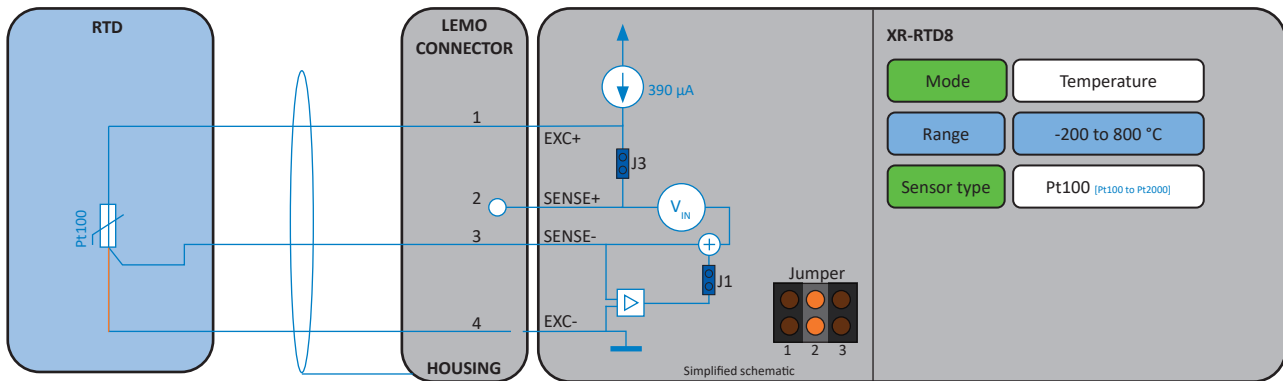 RTD
Pt100
LEMO
CONNECTOR
1
2
3
4
HOUSING
390 µA
EXC+
J3
SENSE+
VIN
SENSE-
J1
EXC-
Jumper
1 2 3
Simplified schematic
XR-RTD8
Mode Temperature
Range -200 to 800 °C
Sensor type Pt100 [Pt100 to Pt2000]